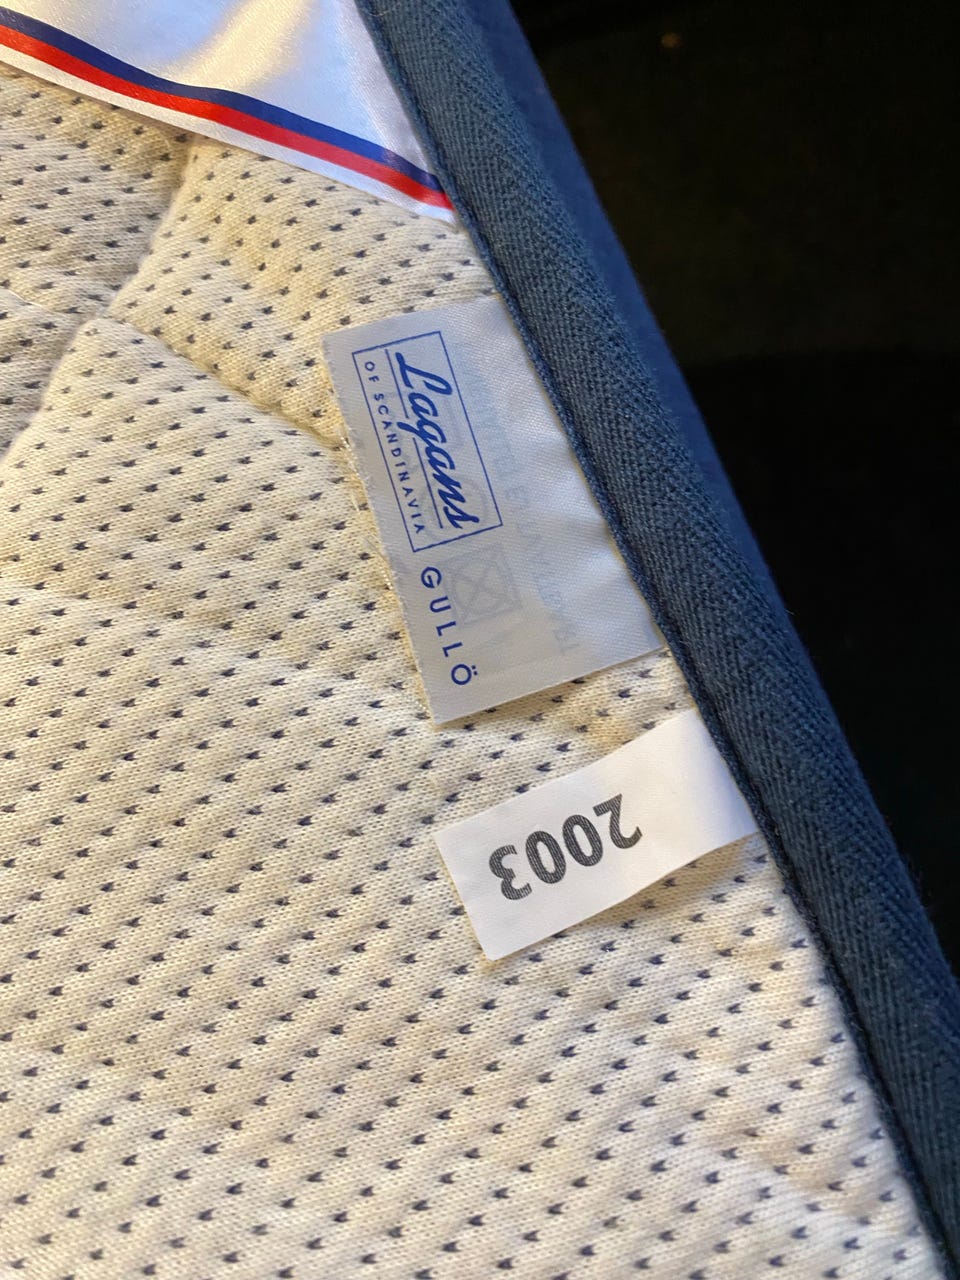 Lagans
OF SCANDINAVIA
GULLÖ
2003